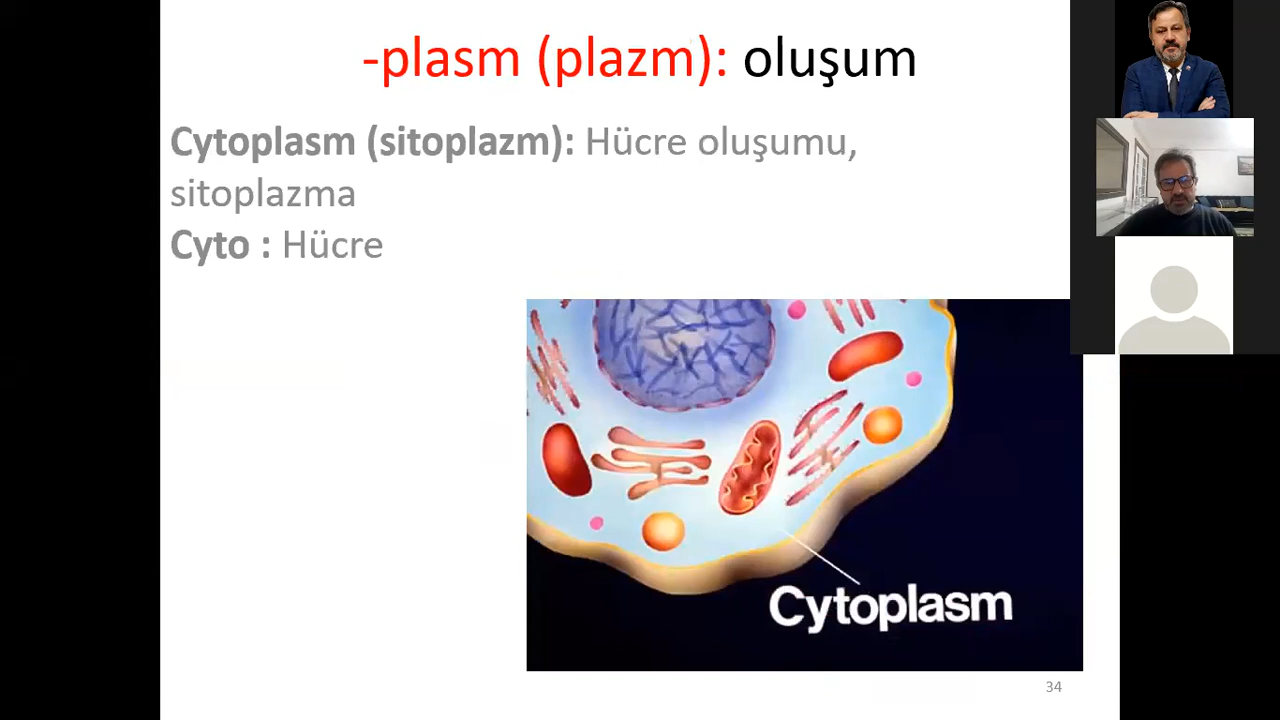 -plasm (plazm): oluşum
Cytoplasm (sitoplazm): Hücre oluşumu,
sitoplazma
Cyto : Hücre
Cytoplasm
34